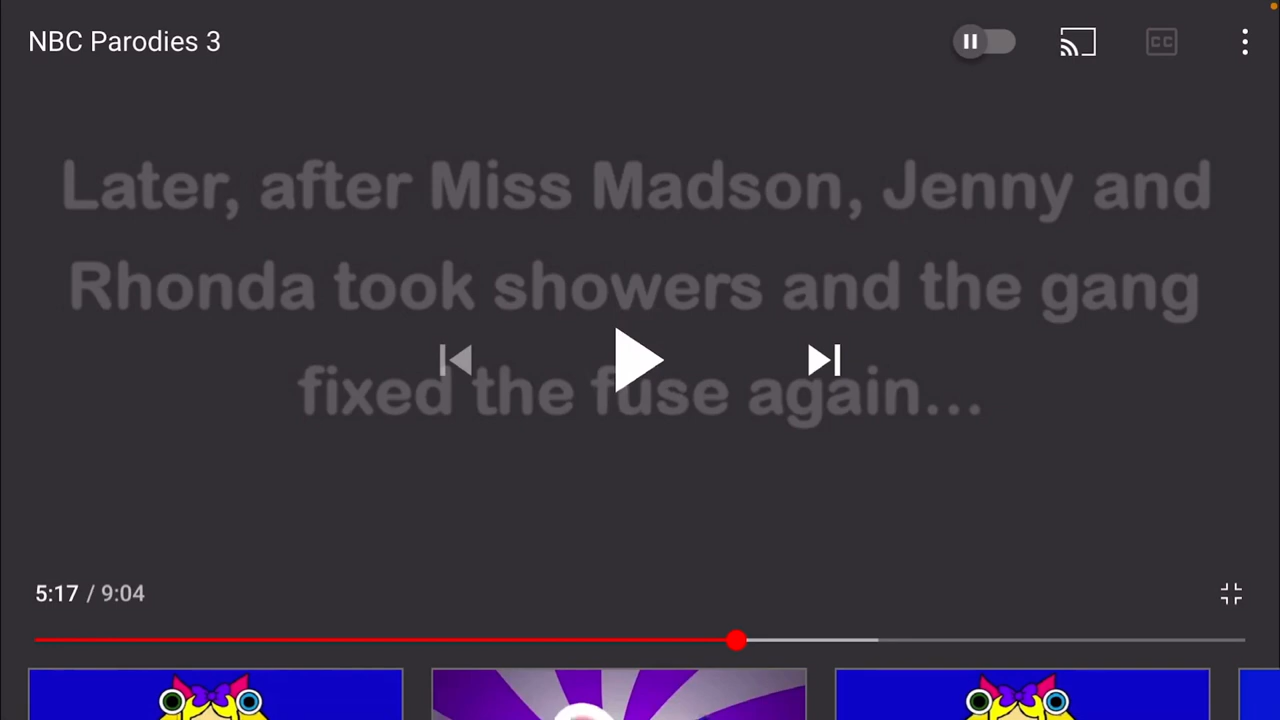 NBC Parodies 3
CC
Later, after Miss Madson, Jenny and
Rhonda took showers and the gang
fixed the fuse again...
5:17 / 9:04